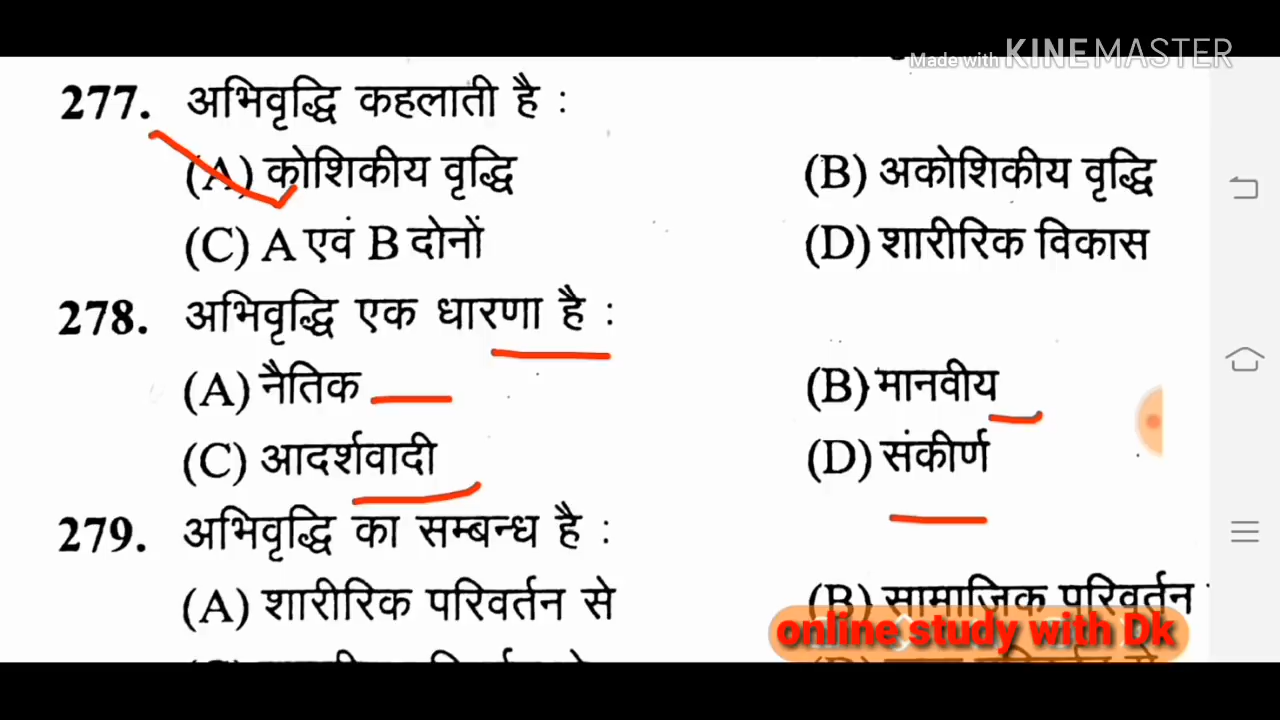 Made with KINEMASTER
277. अभिवृद्धि कहलाती है :
(A) कोशिकीय वृद्धि (B) अकोशिकीय वृद्धि
(C) A एवं B दोनों (D) शारीरिक विकास
278. अभिवृद्धि एक धारणा है :
(A) नैतिक (B) मानवीय
(C) आदर्शवादी (D) संकीर्ण
279. अभिवृद्धि का सम्बन्ध है :
(A) शारीरिक परिवर्तन से (B) सामाजिक परिवर्तन
online study with Dk